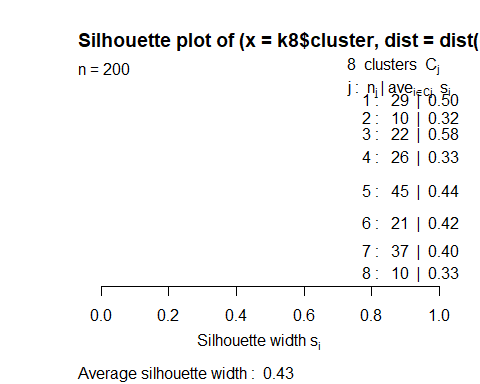 Silhouette plot of (x = k8$cluster, dist = dist(
n = 200
8 clusters Cj
j : nj | avei∈Cj si
1 : 29 | 0.50
2 : 10 | 0.32
3 : 22 | 0.58
4 : 26 | 0.33
5 : 45 | 0.44
6 : 21 | 0.42
7 : 37 | 0.40
8 : 10 | 0.33
0.0 0.2 0.4 0.6 0.8 1.0
Silhouette width si
Average silhouette width : 0.43